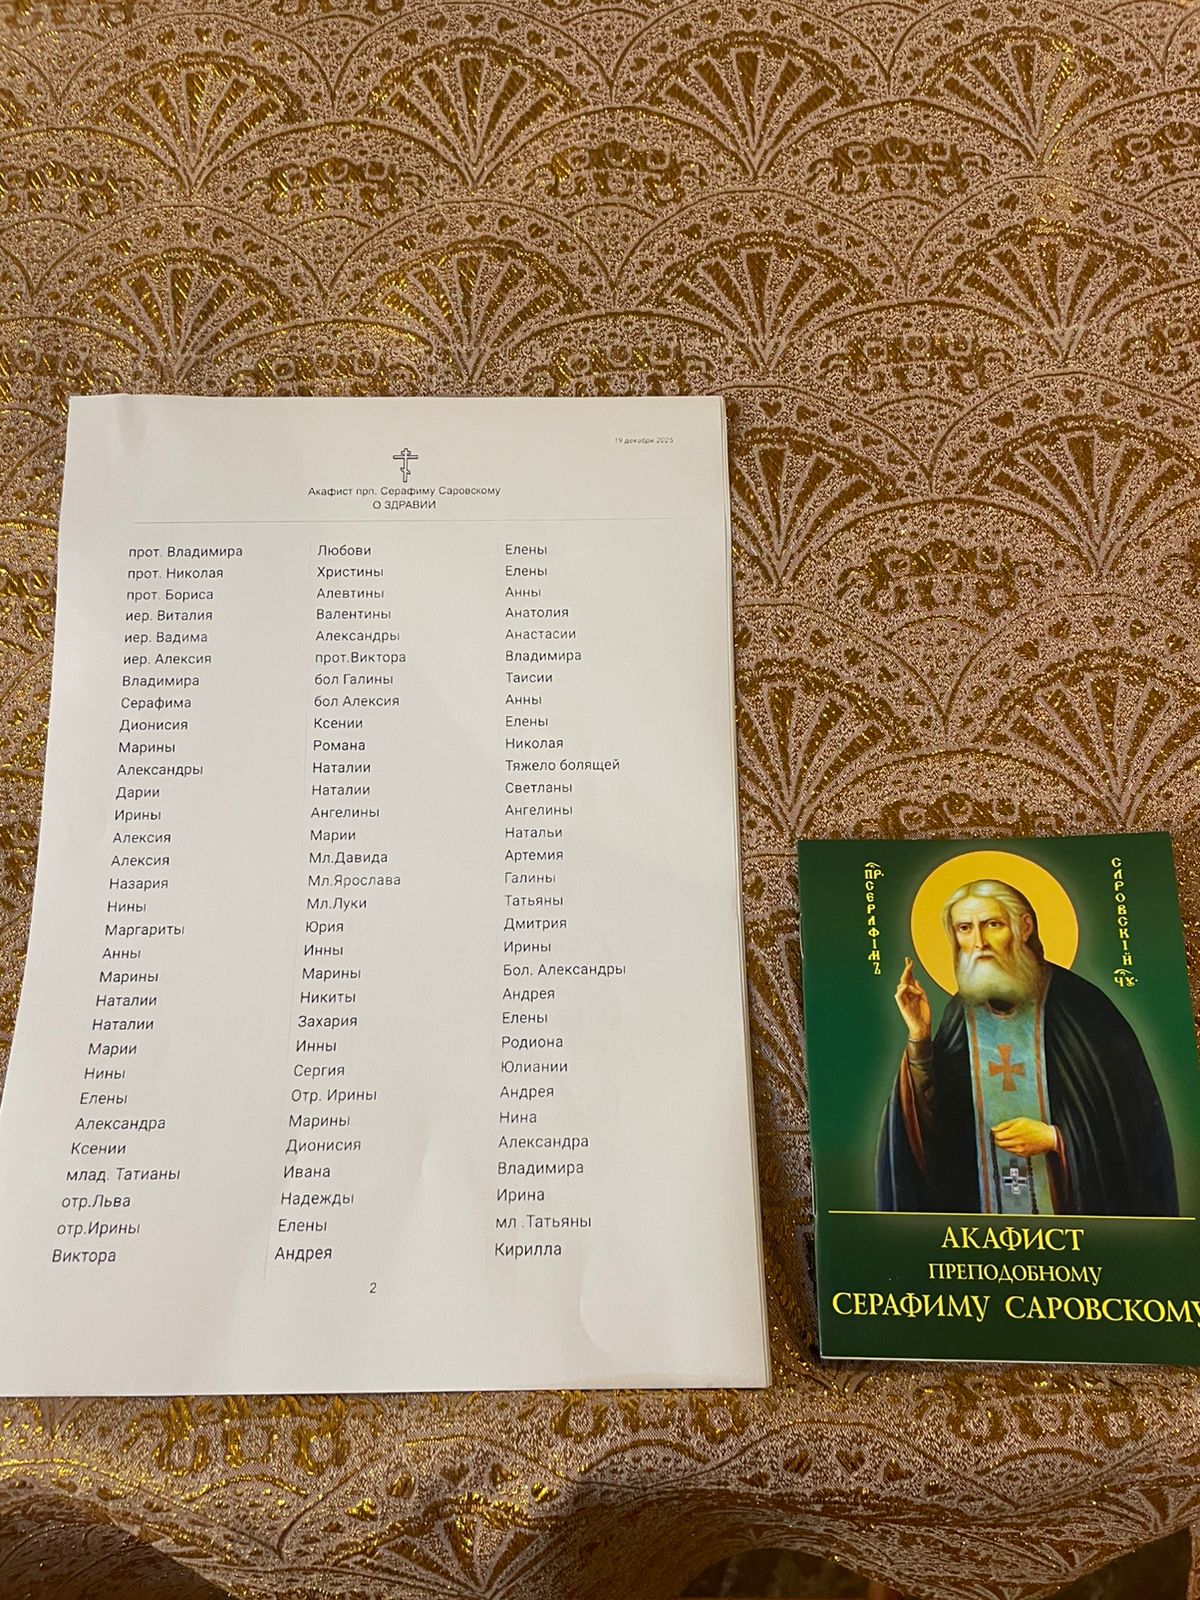 19 декабря 2025
Акафист прп. Серафиму Саровскому
О ЗДРАВИИ
прот. Владимира
прот. Николая
прот. Бориса
иер. Виталия
иер. Вадима
иер. Алексия
Владимира
Серафима
Дионисия
Марины
Александры
Дарии
Ирины
Алексия
Алексия
Назария
Нины
Маргариты
Анны
Марины
Наталии
Наталии
Марии
Нины
Елены
Александра
Ксении
млад. Татианы
отр.Льва
отр.Ирины
Виктора
Любови
Христины
Алевтины
Валентины
Александры
прот.Виктора
бол Галины
бол Алексия
Ксении
Романа
Наталии
Наталии
Ангелины
Марии
Мл.Давида
Мл.Ярослава
Мл.Луки
Юрия
Инны
Марины
Никиты
Захария
Инны
Сергия
Отр. Ирины
Марины
Дионисия
Ивана
Надежды
Елены
Андрея
Елены
Елены
Анны
Анатолия
Анастасии
Владимира
Таисии
Анны
Елены
Николая
Тяжело болящей
Светланы
Ангелины
Натальи
Артемия
Галины
Татьяны
Дмитрия
Ирины
Бол. Александры
Андрея
Елены
Родиона
Юлиании
Андрея
Нина
Александра
Владимира
Ирина
мл .Татьяны
Кирилла
2
ПР. СЕРАФІМЪ
САРОВСКІЙ ЧУ.
АКАФИСТ
ПРЕПОДОБНОМУ
СЕРАФИМУ САРОВСКОМУ